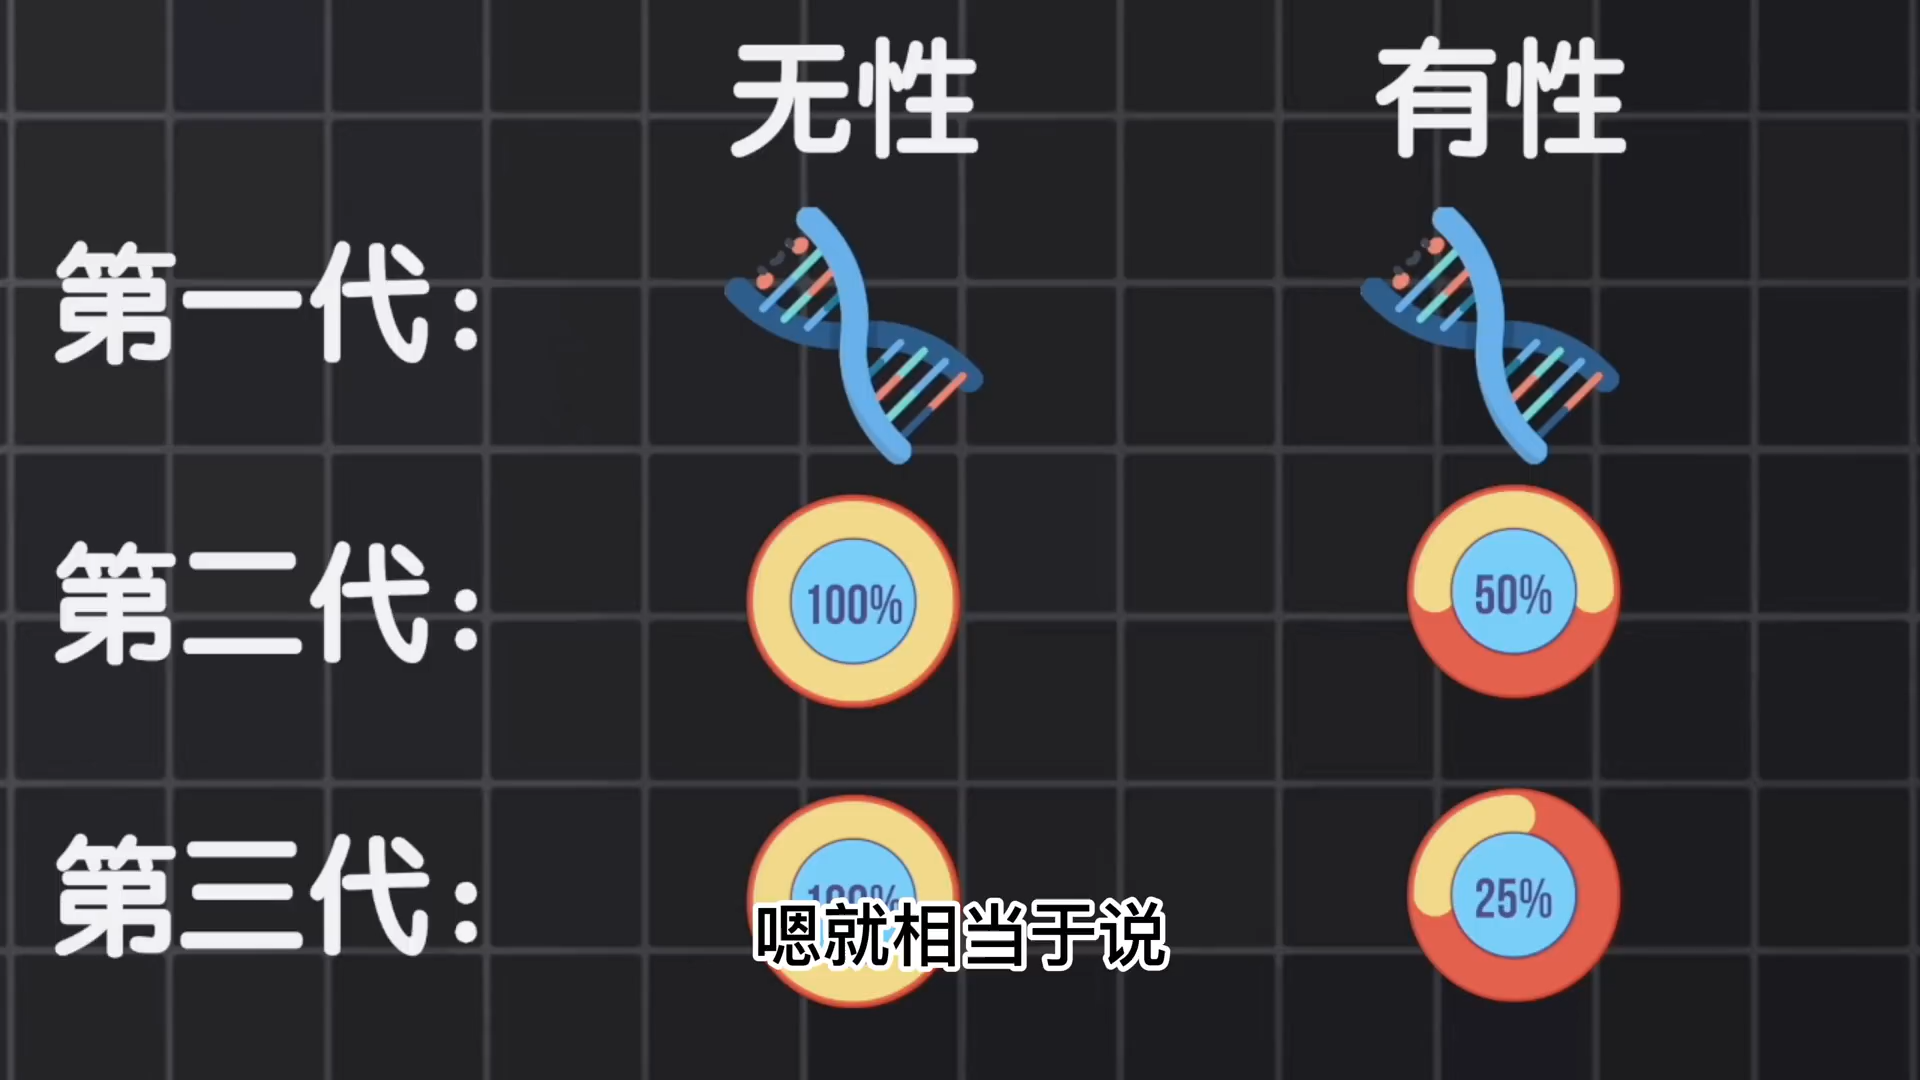 无性 有性
第一代：
第二代： 100% 50%
第三代： 100% 25%
嗯就相当于说